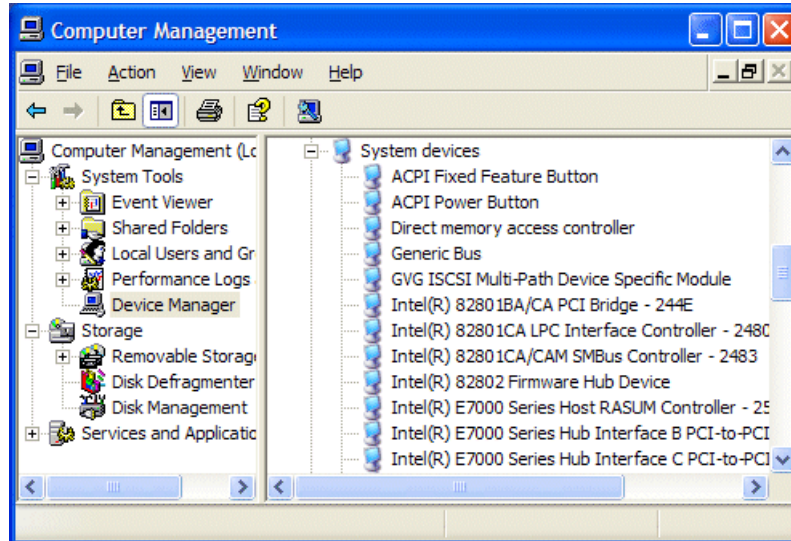 Computer Management
File Action View Window Help
Computer Management (Lc
System Tools
Event Viewer
Shared Folders
Local Users and Gr
Performance Logs
Device Manager
Storage
Removable Storag
Disk Defragmenter
Disk Management
Services and Applicatic
System devices
ACPI Fixed Feature Button
ACPI Power Button
Direct memory access controller
Generic Bus
GVG ISCSI Multi-Path Device Specific Module
Intel(R) 82801BA/CA PCI Bridge - 244E
Intel(R) 82801CA LPC Interface Controller - 2480
Intel(R) 82801CA/CAM SMBus Controller - 2483
Intel(R) 82802 Firmware Hub Device
Intel(R) E7000 Series Host RASUM Controller - 25
Intel(R) E7000 Series Hub Interface B PCI-to-PCI
Intel(R) E7000 Series Hub Interface C PCI-to-PCI